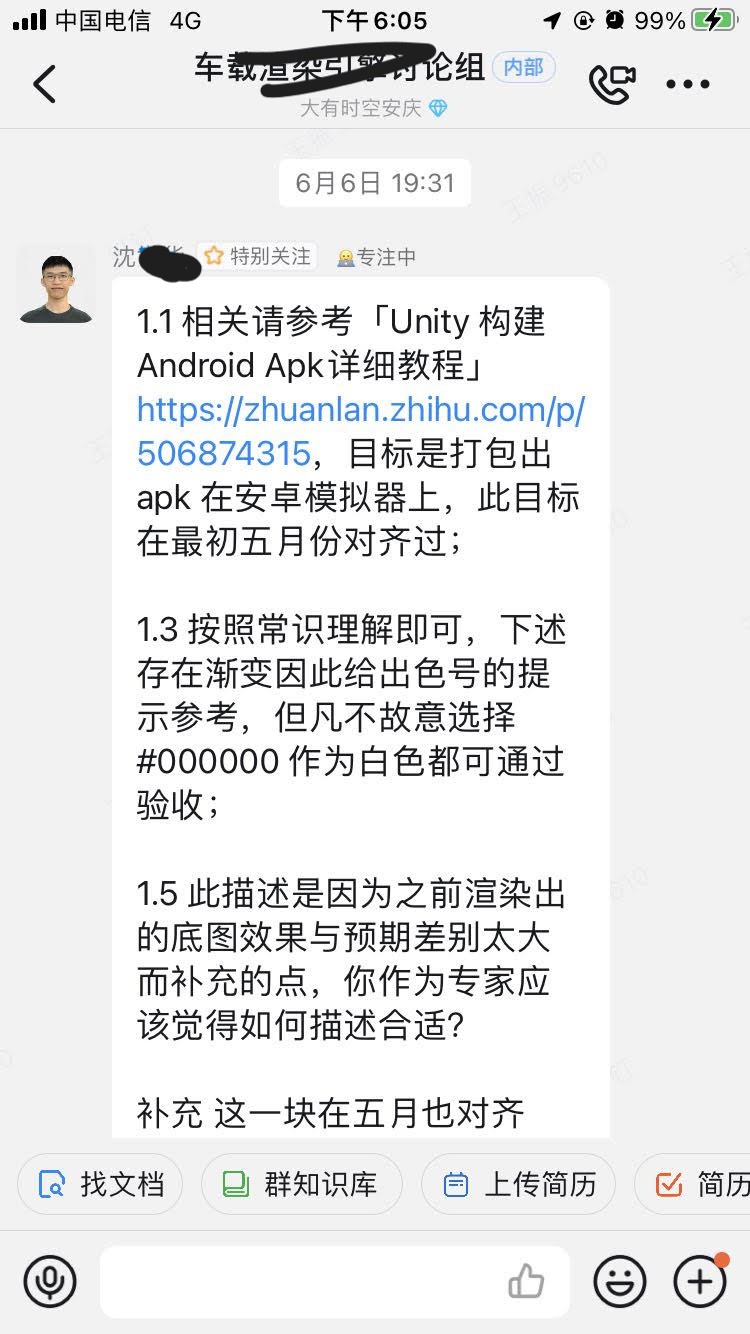 中国电信 4G 下午6:05 99%
车载渲染引擎讨论组 内部
大有时空安庆
6月6日 19:31
沈 特别关注 专注中
1.1 相关请参考「Unity 构建
Android Apk详细教程」
https://zhuanlan.zhihu.com/p/
506874315，目标是打包出
apk 在安卓模拟器上，此目标
在最初五月份对齐过；
1.3 按照常识理解即可，下述
存在渐变因此给出色号的提
示参考，但凡不故意选择
#000000 作为白色都可通过
验收；
1.5 此描述是因为之前渲染出
的底图效果与预期差别太大
而补充的点，你作为专家应
该觉得如何描述合适?
补充 这一块在五月也对齐
找文档 群知识库 上传简历 简历